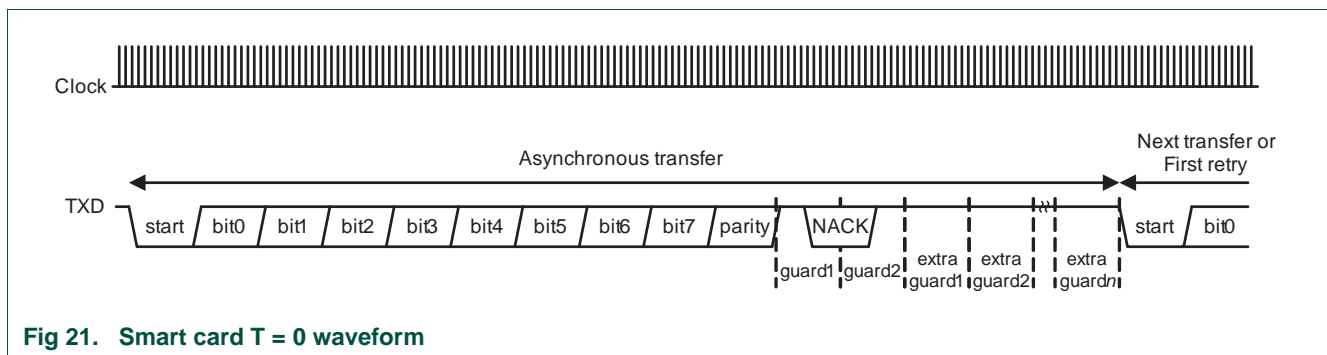 Clock
Asynchronous transfer
Next transfer or
First retry
TXD
start bit0 bit1 bit2 bit3 bit4 bit5 bit6 bit7 parity NACK start bit0
guard1 guard2 extra guard1 extra guard2 extra guardn
Fig 21. Smart card T = 0 waveform